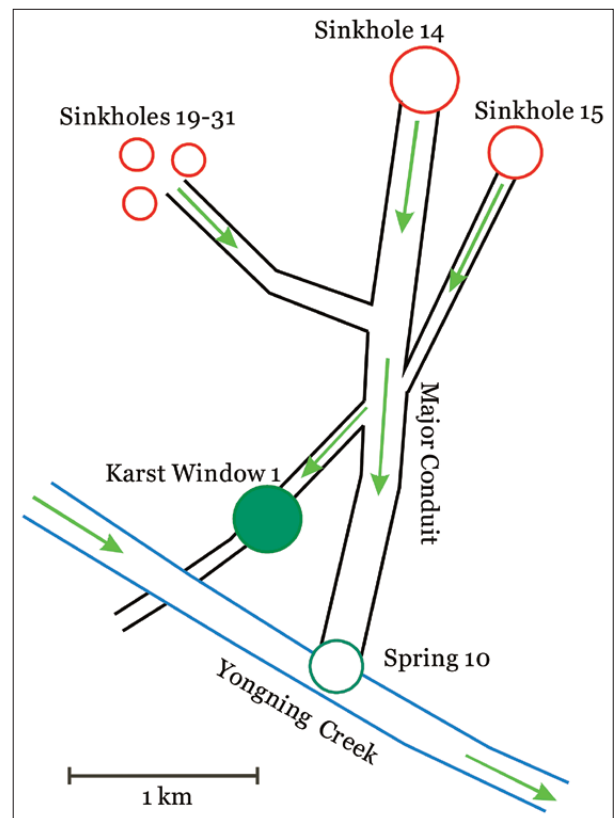 Sinkhole 14
Sinkhole 15
Sinkholes 19-31
Major Conduit
Karst Window 1
Spring 10
Yongning Creek
1 km